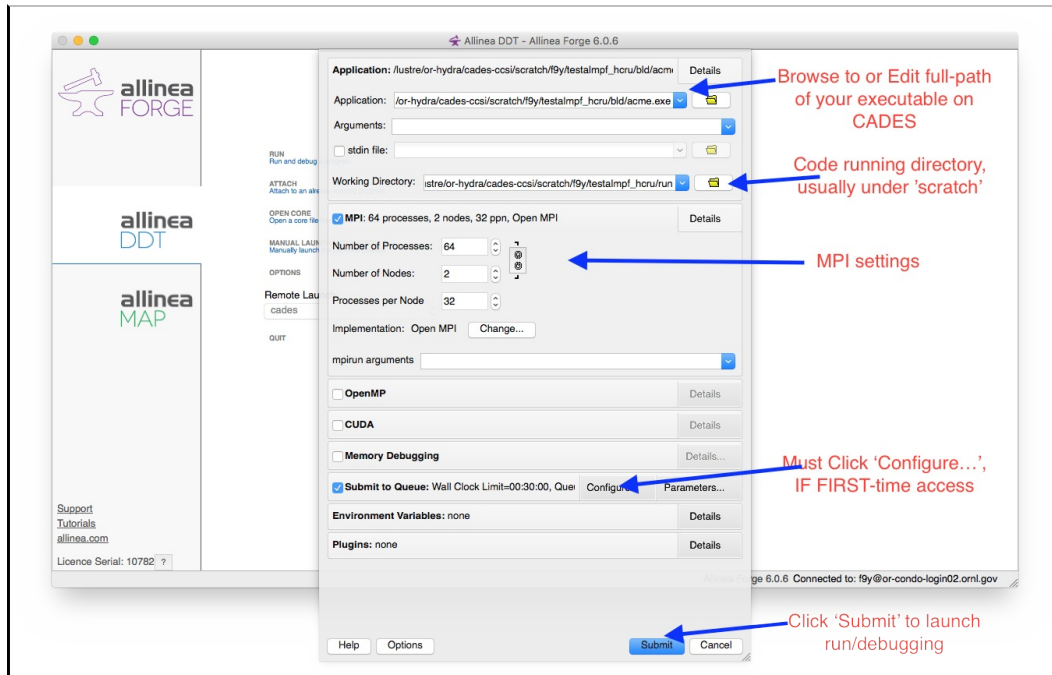 Allinea DDT - Allinea Forge 6.0.6
allinea
FORGE
allinea
DDT
allinea
MAP
Support
Tutorials
allinea.com
Licence Serial: 10782 ?
RUN
Run and debug
ATTACH
Attach to an alre
OPEN CORE
Open a core file
MANUAL LAUN
Manually launch
OPTIONS
Remote Lau
cades
QUIT
Application: /lustre/or-hydra/cades-ccsi/scratch/f9y/testalmpf_hcru/bld/acme Details
Application: /or-hydra/cades-ccsi/scratch/f9y/testalmpf_hcru/bld/acme.exe
Arguments:
stdin file:
Working Directory: istre/or-hydra/cades-ccsi/scratch/f9y/testalmpf_hcru/run
MPI: 64 processes, 2 nodes, 32 ppn, Open MPI Details
Number of Processes: 64
Number of Nodes: 2
Processes per Node 32
Implementation: Open MPI Change...
mpirun arguments
OpenMP Details
CUDA Details
Memory Debugging Details...
Submit to Queue: Wall Clock Limit=00:30:00, Queu Configure Parameters...
Environment Variables: none Details
Plugins: none Details
Allinea Forge 6.0.6 Connected to: f9y@or-condo-login02.ornl.gov
Help Options Submit Cancel
Browse to or Edit full-path
of your executable on
CADES
Code running directory,
usually under 'scratch'
MPI settings
Must Click 'Configure…',
IF FIRST-time access
Click 'Submit' to launch
run/debugging